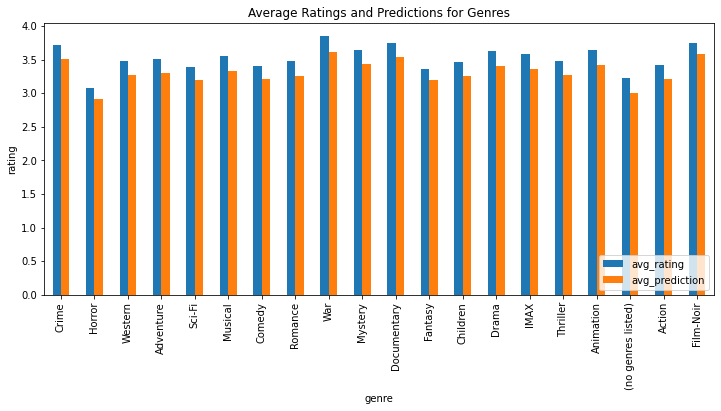 Average Ratings and Predictions for Genres
rating
4.0
3.5
3.0
2.5
2.0
1.5
1.0
0.5
0.0
avg_rating
avg_prediction
Crime
Horror
Western
Adventure
Sci-Fi
Musical
Comedy
Romance
War
Mystery
Documentary
Fantasy
Children
Drama
IMAX
Thriller
Animation
(no genres listed)
Action
Film-Noir
genre